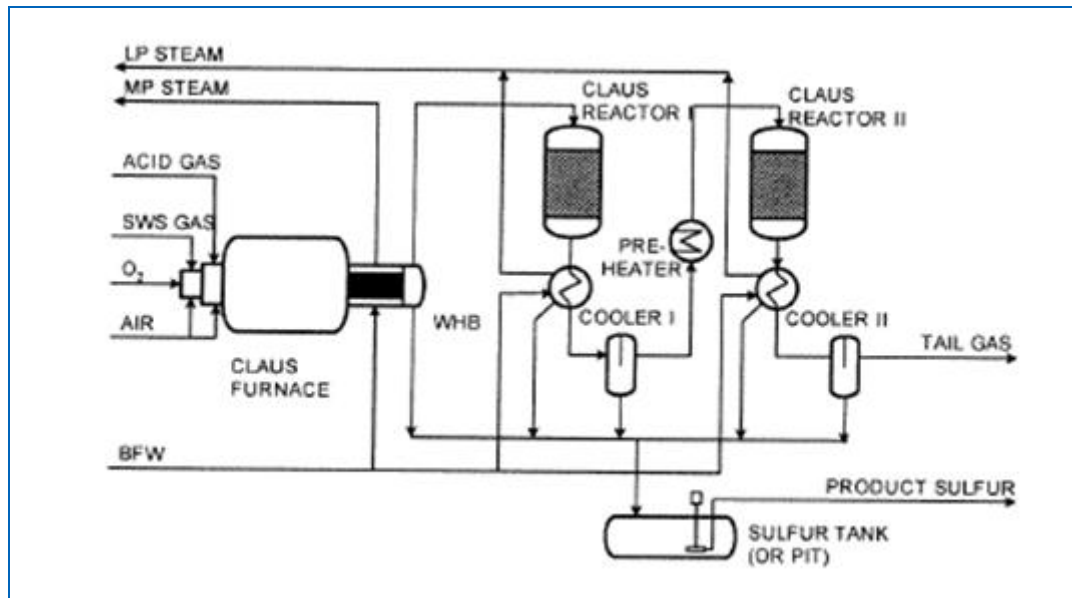 LP STEAM
MP STEAM
CLAUS
REACTOR I
CLAUS
REACTOR II
ACID GAS
SWS GAS
O2
AIR
PRE-
HEATER
WHB
COOLER I
COOLER II
TAIL GAS
CLAUS
FURNACE
BFW
PRODUCT SULFUR
SULFUR TANK
(OR PIT)